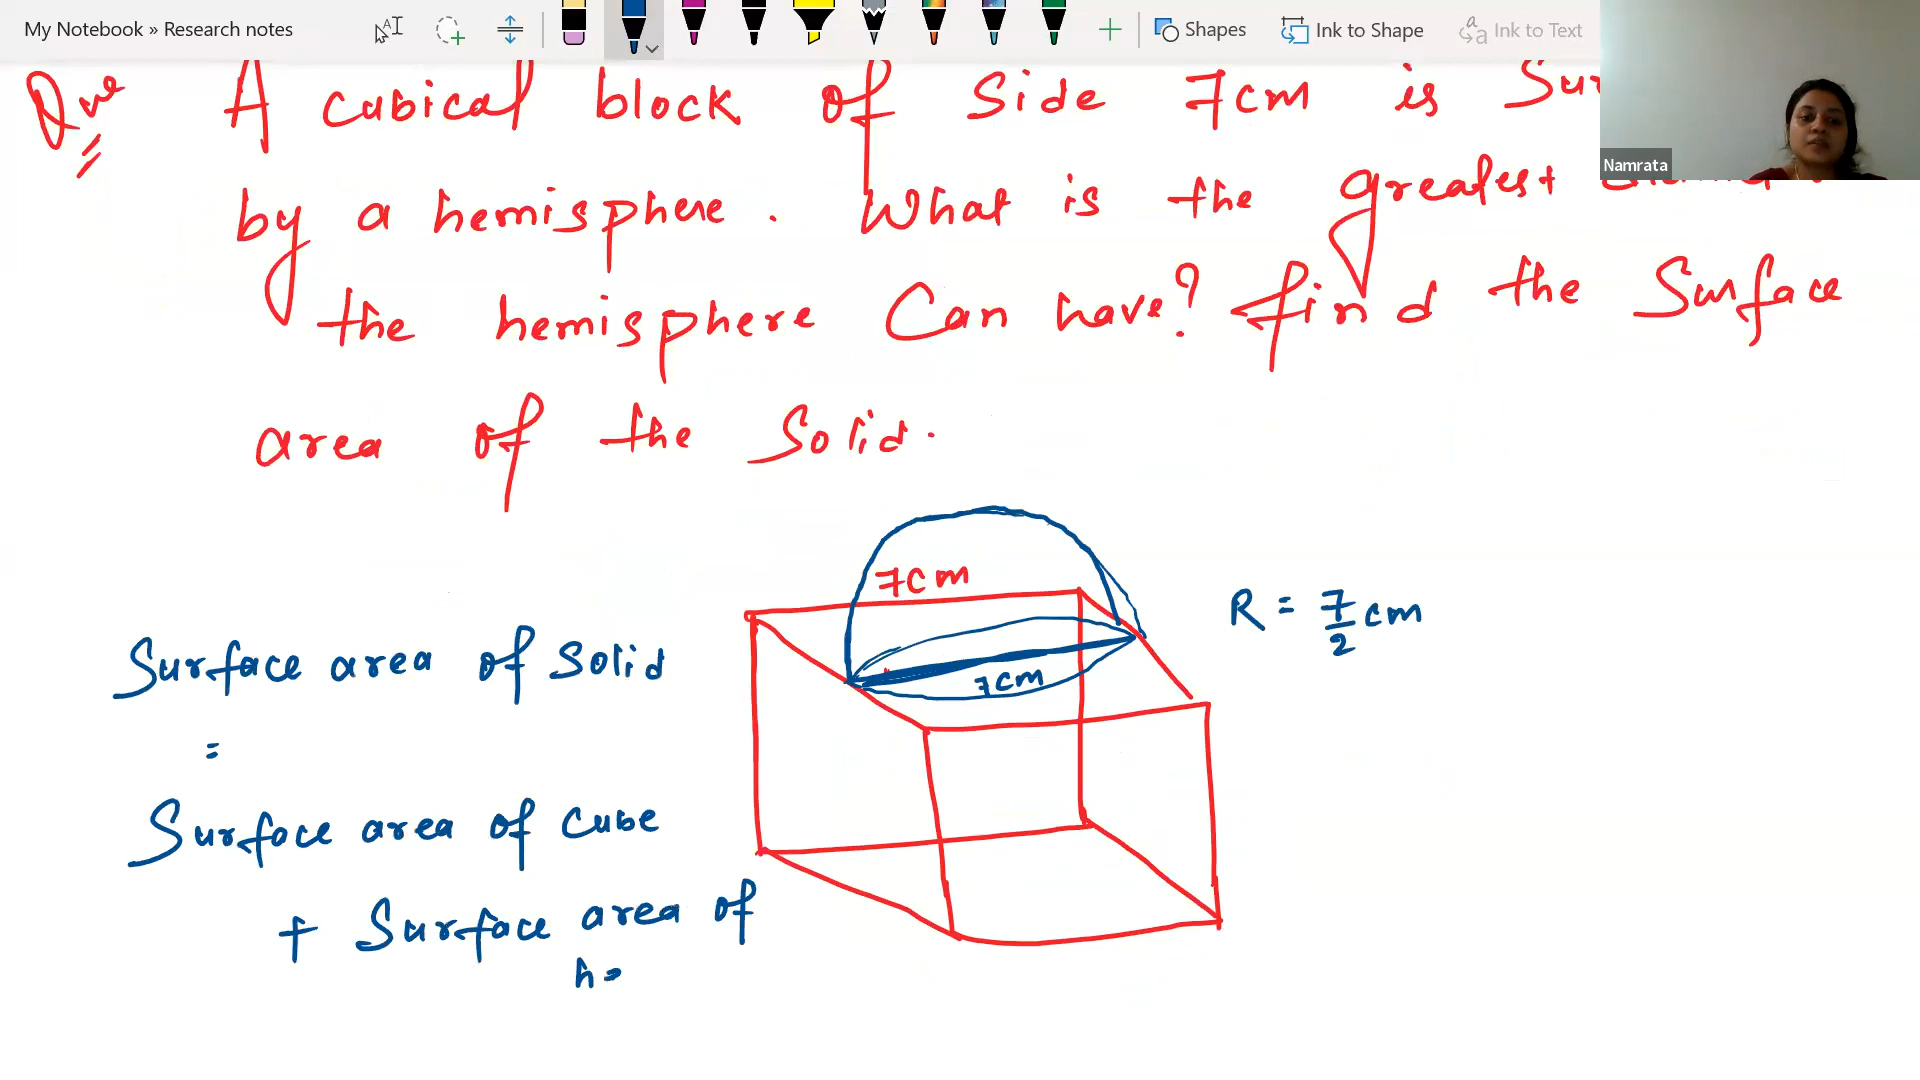 My Notebook » Research notes
Shapes
Ink to Shape
Ink to Text
Namrata
Que A cubical block of side 7cm is
by a hemisphere. What is the greatest
the hemisphere Can have? find the Surface
area of the Solid.
7cm
7cm
R = 7/2 cm
Surface area of Solid
=
Surface area of Cube
+ Surface area of